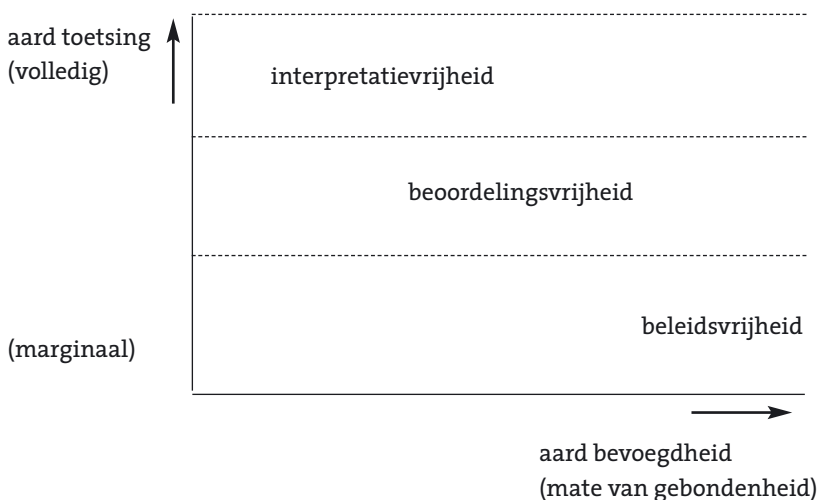 aard toetsing
(volledig)
interpretatievrijheid
beoordelingsvrijheid
beleidsvrijheid
(marginaal)
aard bevoegdheid
(mate van gebondenheid)